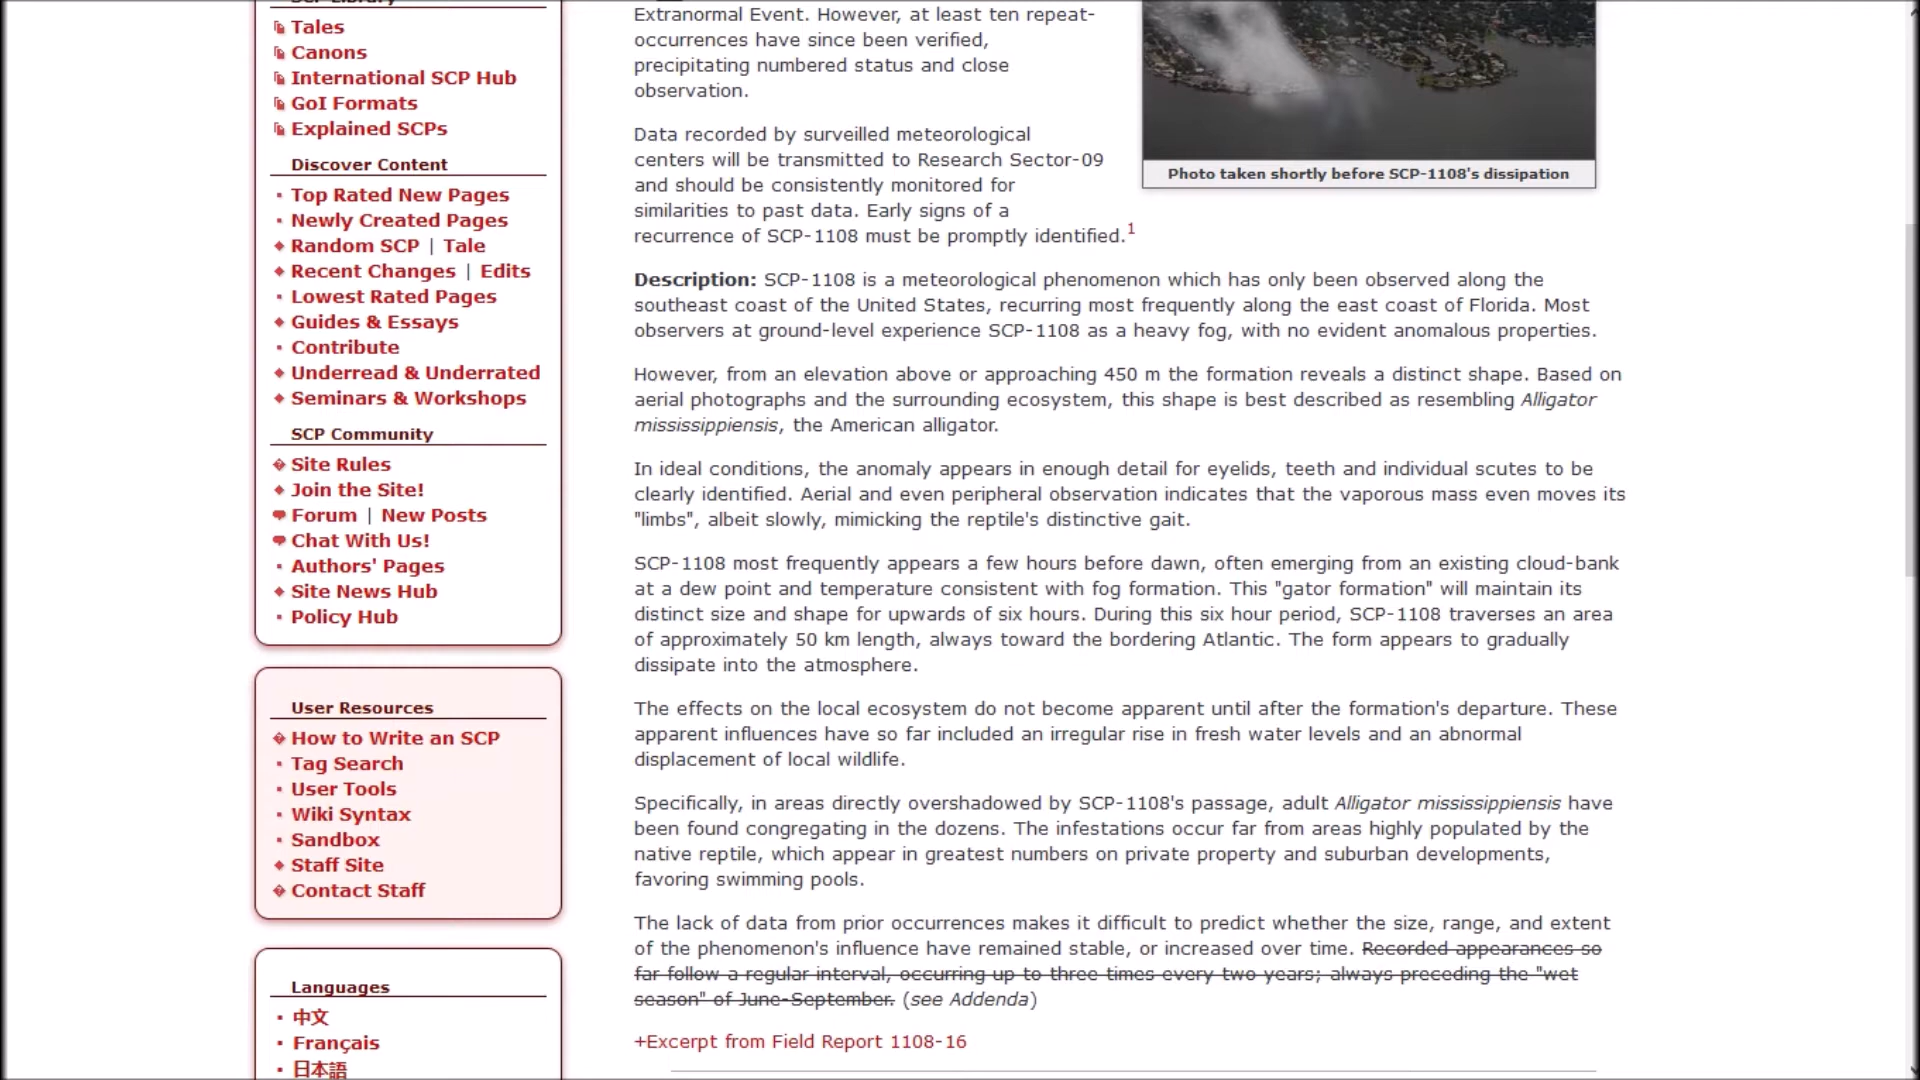 Tales
Canons
International SCP Hub
GoI Formats
Explained SCPs
Discover Content
Top Rated New Pages
Newly Created Pages
Random SCP | Tale
Recent Changes | Edits
Lowest Rated Pages
Guides & Essays
Contribute
Underread & Underrated
Seminars & Workshops
SCP Community
Site Rules
Join the Site!
Forum | New Posts
Chat With Us!
Authors' Pages
Site News Hub
Policy Hub
User Resources
How to Write an SCP
Tag Search
User Tools
Wiki Syntax
Sandbox
Staff Site
Contact Staff
Languages
中文
Français
日本語
Extranormal Event. However, at least ten repeat-
occurrences have since been verified,
precipitating numbered status and close
observation.
Data recorded by surveilled meteorological
centers will be transmitted to Research Sector-09
and should be consistently monitored for
similarities to past data. Early signs of a
recurrence of SCP-1108 must be promptly identified.1
Photo taken shortly before SCP-1108's dissipation
Description: SCP-1108 is a meteorological phenomenon which has only been observed along the
southeast coast of the United States, recurring most frequently along the east coast of Florida. Most
observers at ground-level experience SCP-1108 as a heavy fog, with no evident anomalous properties.
However, from an elevation above or approaching 450 m the formation reveals a distinct shape. Based on
aerial photographs and the surrounding ecosystem, this shape is best described as resembling Alligator
mississippiensis, the American alligator.
In ideal conditions, the anomaly appears in enough detail for eyelids, teeth and individual scutes to be
clearly identified. Aerial and even peripheral observation indicates that the vaporous mass even moves its
"limbs", albeit slowly, mimicking the reptile's distinctive gait.
SCP-1108 most frequently appears a few hours before dawn, often emerging from an existing cloud-bank
at a dew point and temperature consistent with fog formation. This "gator formation" will maintain its
distinct size and shape for upwards of six hours. During this six hour period, SCP-1108 traverses an area
of approximately 50 km length, always toward the bordering Atlantic. The form appears to gradually
dissipate into the atmosphere.
The effects on the local ecosystem do not become apparent until after the formation's departure. These
apparent influences have so far included an irregular rise in fresh water levels and an abnormal
displacement of local wildlife.
Specifically, in areas directly overshadowed by SCP-1108's passage, adult Alligator mississippiensis have
been found congregating in the dozens. The infestations occur far from areas highly populated by the
native reptile, which appear in greatest numbers on private property and suburban developments,
favoring swimming pools.
The lack of data from prior occurrences makes it difficult to predict whether the size, range, and extent
of the phenomenon's influence have remained stable, or increased over time. Recorded appearances so
far follow a regular interval, occurring up to three times every two years; always preceding the "wet
season" of June-September. (see Addenda)
+Excerpt from Field Report 1108-16